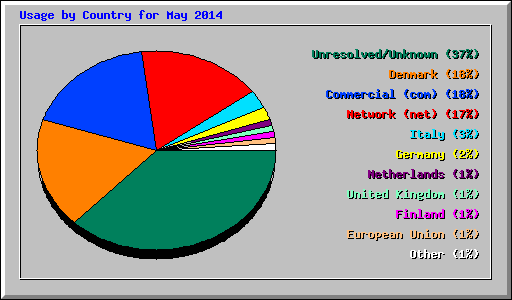 Usage by Country for May 2014
Unresolved/Unknown (37%)
Denmark (18%)
Commercial (com) (18%)
Network (net) (17%)
Italy (3%)
Germany (2%)
Netherlands (1%)
United Kingdom (1%)
Finland (1%)
European Union (1%)
Other (1%)